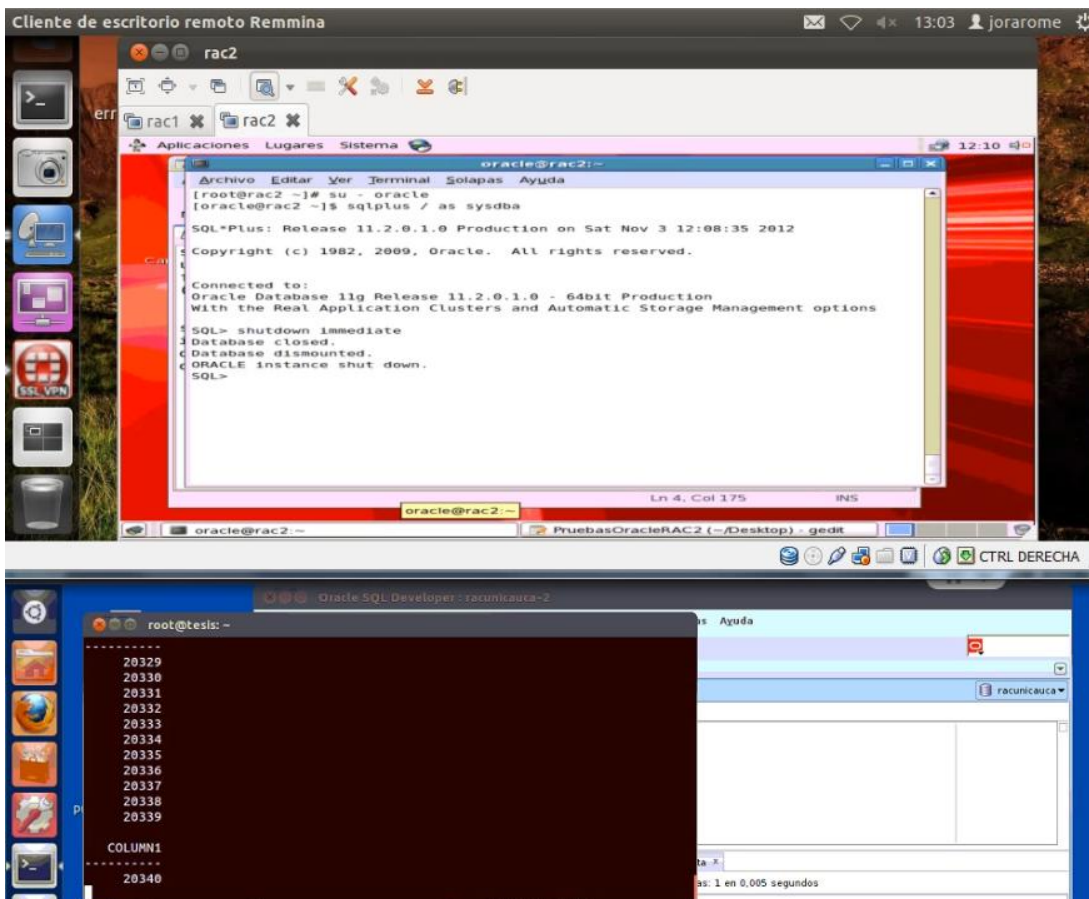 Cliente de escritorio remoto Remmina 13:03 jorarome
rac2
err
rac1 rac2
Aplicaciones Lugares Sistema 12:10
oracle@rac2:~
Archivo Editar Ver Terminal Solapas Ayuda
[root@rac2 ~]# su - oracle
[oracle@rac2 ~]$ sqlplus / as sysdba
SQL*Plus: Release 11.2.0.1.0 Production on Sat Nov 3 12:08:35 2012
Copyright (c) 1982, 2009, Oracle. All rights reserved.
Connected to:
Oracle Database 11g Release 11.2.0.1.0 - 64bit Production
With the Real Application Clusters and Automatic Storage Management options
SQL> shutdown immediate
Database closed.
Database dismounted.
ORACLE instance shut down.
SQL>
SSL VPN
Ln 4, Col 175 INS
oracle@rac2:~
oracle@rac2:~ PruebasOracleRAC2 (~/Desktop) - gedit
CTRL DERECHA
Oracle SQL Developer : racunicauca~2
root@tesis: ~
Ayuda
----------
20329
20330
20331
20332
20333
20334
20335
20336
20337
20338
20339
racunicauca
COLUMN1
----------
20340
as: 1 en 0,005 segundos